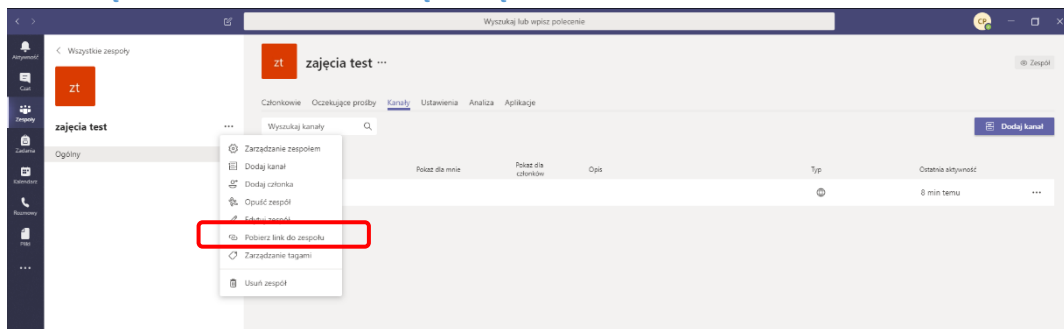 Wyszukaj lub wpisz polecenie
CP
Aktywność
Czat
Zespoły
Zadania
Kalendarz
Rozmowy
Pliki
Wszystkie zespoły
zt
zajęcia test
Ogólny
zt
zajęcia test
Zespół
Członkowie Oczekujące prośby Kanały Ustawienia Analiza Aplikacje
Wyszukaj kanały
Dodaj kanał
Pokaż dla mnie Pokaż dla członków Opis Typ Ostatnia aktywność
8 min temu
Zarządzanie zespołem
Dodaj kanał
Dodaj członka
Opuść zespół
Edytuj zespół
Pobierz link do zespołu
Zarządzanie tagami
Usuń zespół